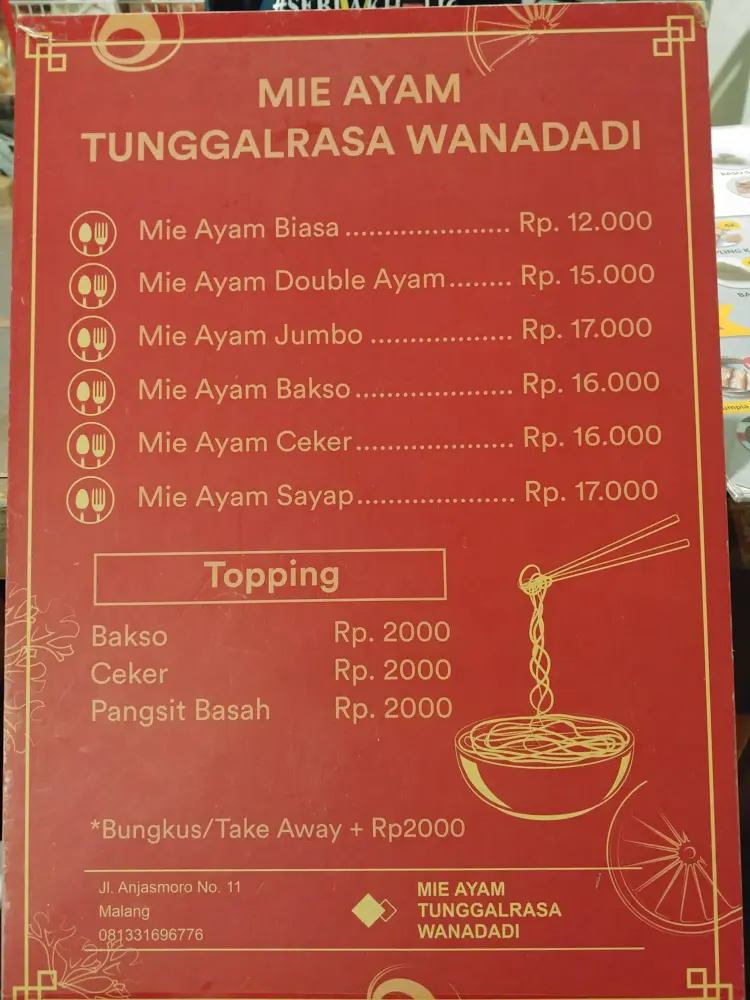 MIE AYAM
TUNGGALRASA WANADADI
Mie Ayam Biasa..................... Rp. 12.000
Mie Ayam Double Ayam........ Rp. 15.000
Mie Ayam Jumbo .................. Rp. 17.000
Mie Ayam Bakso.................... Rp. 16.000
Mie Ayam Ceker.................... Rp. 16.000
Mie Ayam Sayap.................... Rp. 17.000
Topping
Bakso Rp. 2000
Ceker Rp. 2000
Pangsit Basah Rp. 2000
*Bungkus/Take Away + Rp2000
Jl. Anjasmoro No. 11
Malang
081331696776
MIE AYAM
TUNGGALRASA
WANADADI